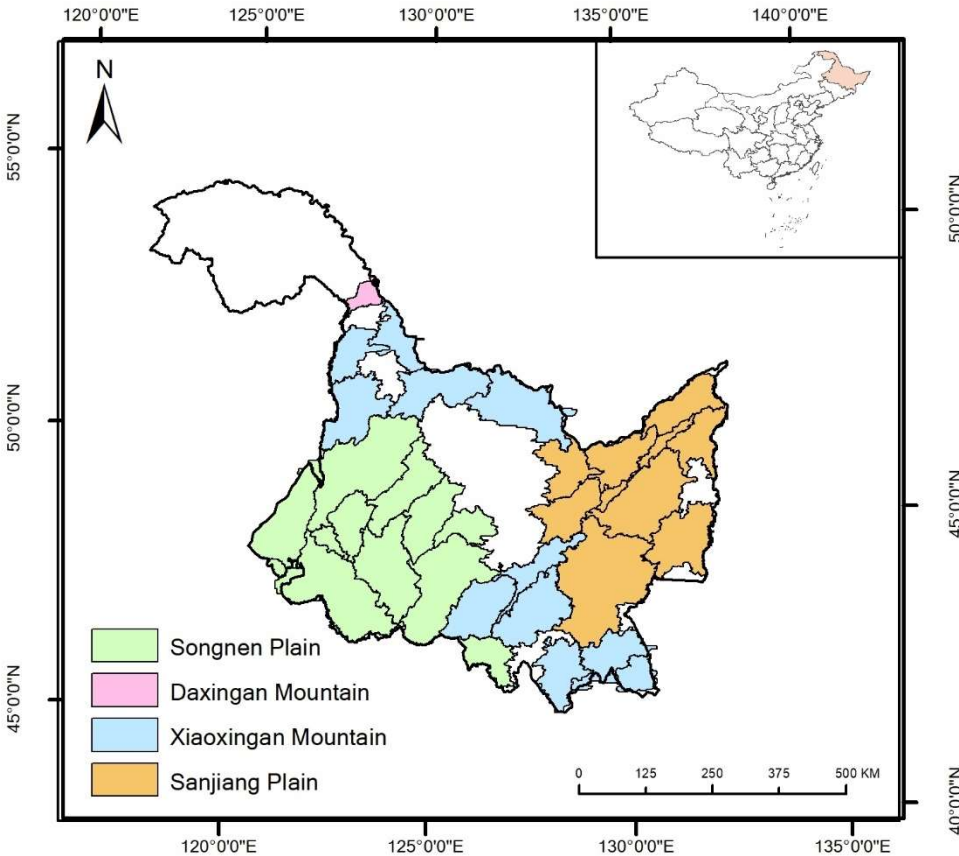 120°0'0"E 125°0'0"E 130°0'0"E 135°0'0"E 140°0'0"E
N
55°0'0"N
50°0'0"N
50°0'0"N
45°0'0"N
Songnen Plain
Daxingan Mountain
45°0'0"N
Xiaoxingan Mountain
Sanjiang Plain
0 125 250 375 500 KM
40°0'0"N
120°0'0"E 125°0'0"E 130°0'0"E 135°0'0"E